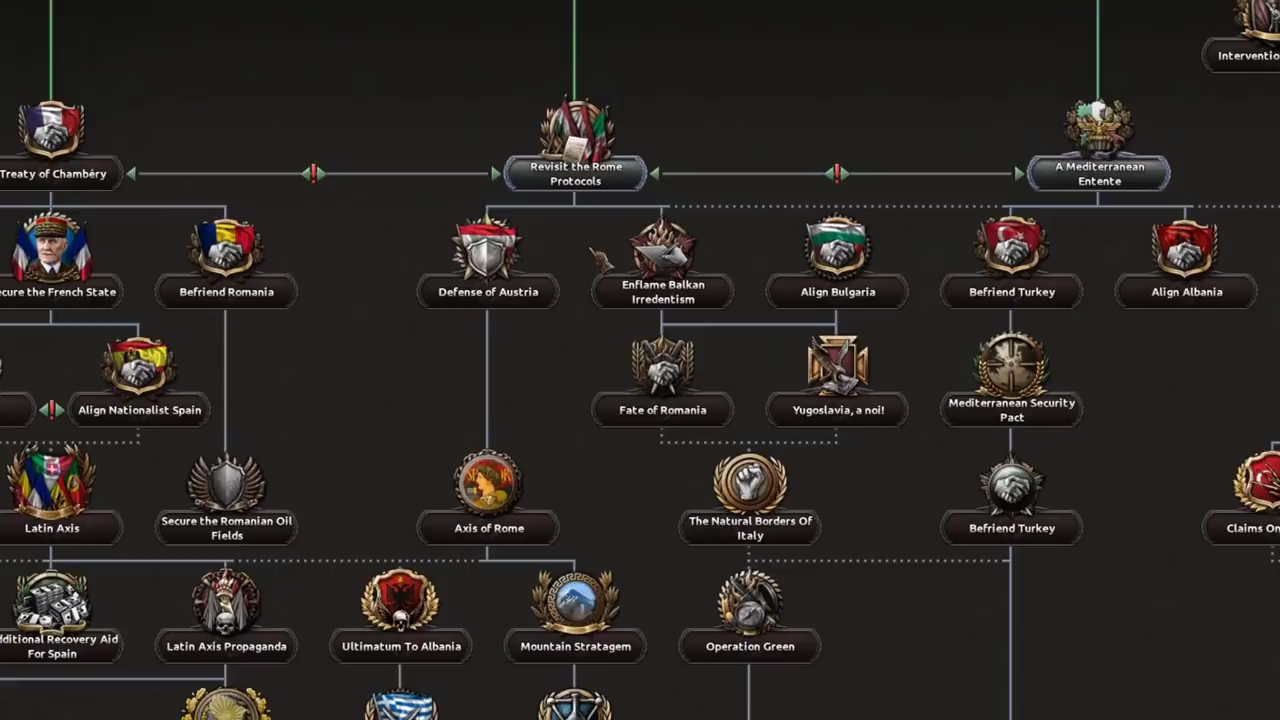 Interventio
Treaty of Chambéry
Revisit the Rome
Protocols
A Mediterranean
Entente
ecure the French State
Befriend Romania
Defense of Austria
Enflame Balkan
Irredentism
Align Bulgaria
Befriend Turkey
Align Albania
Align Nationalist Spain
Fate of Romania
Yugoslavia, a noi!
Mediterranean Security
Pact
Latin Axis
Secure the Romanian Oil
Fields
Axis of Rome
The Natural Borders Of
Italy
Befriend Turkey
Claims On
dditional Recovery Aid
For Spain
Latin Axis Propaganda
Ultimatum To Albania
Mountain Stratagem
Operation Green